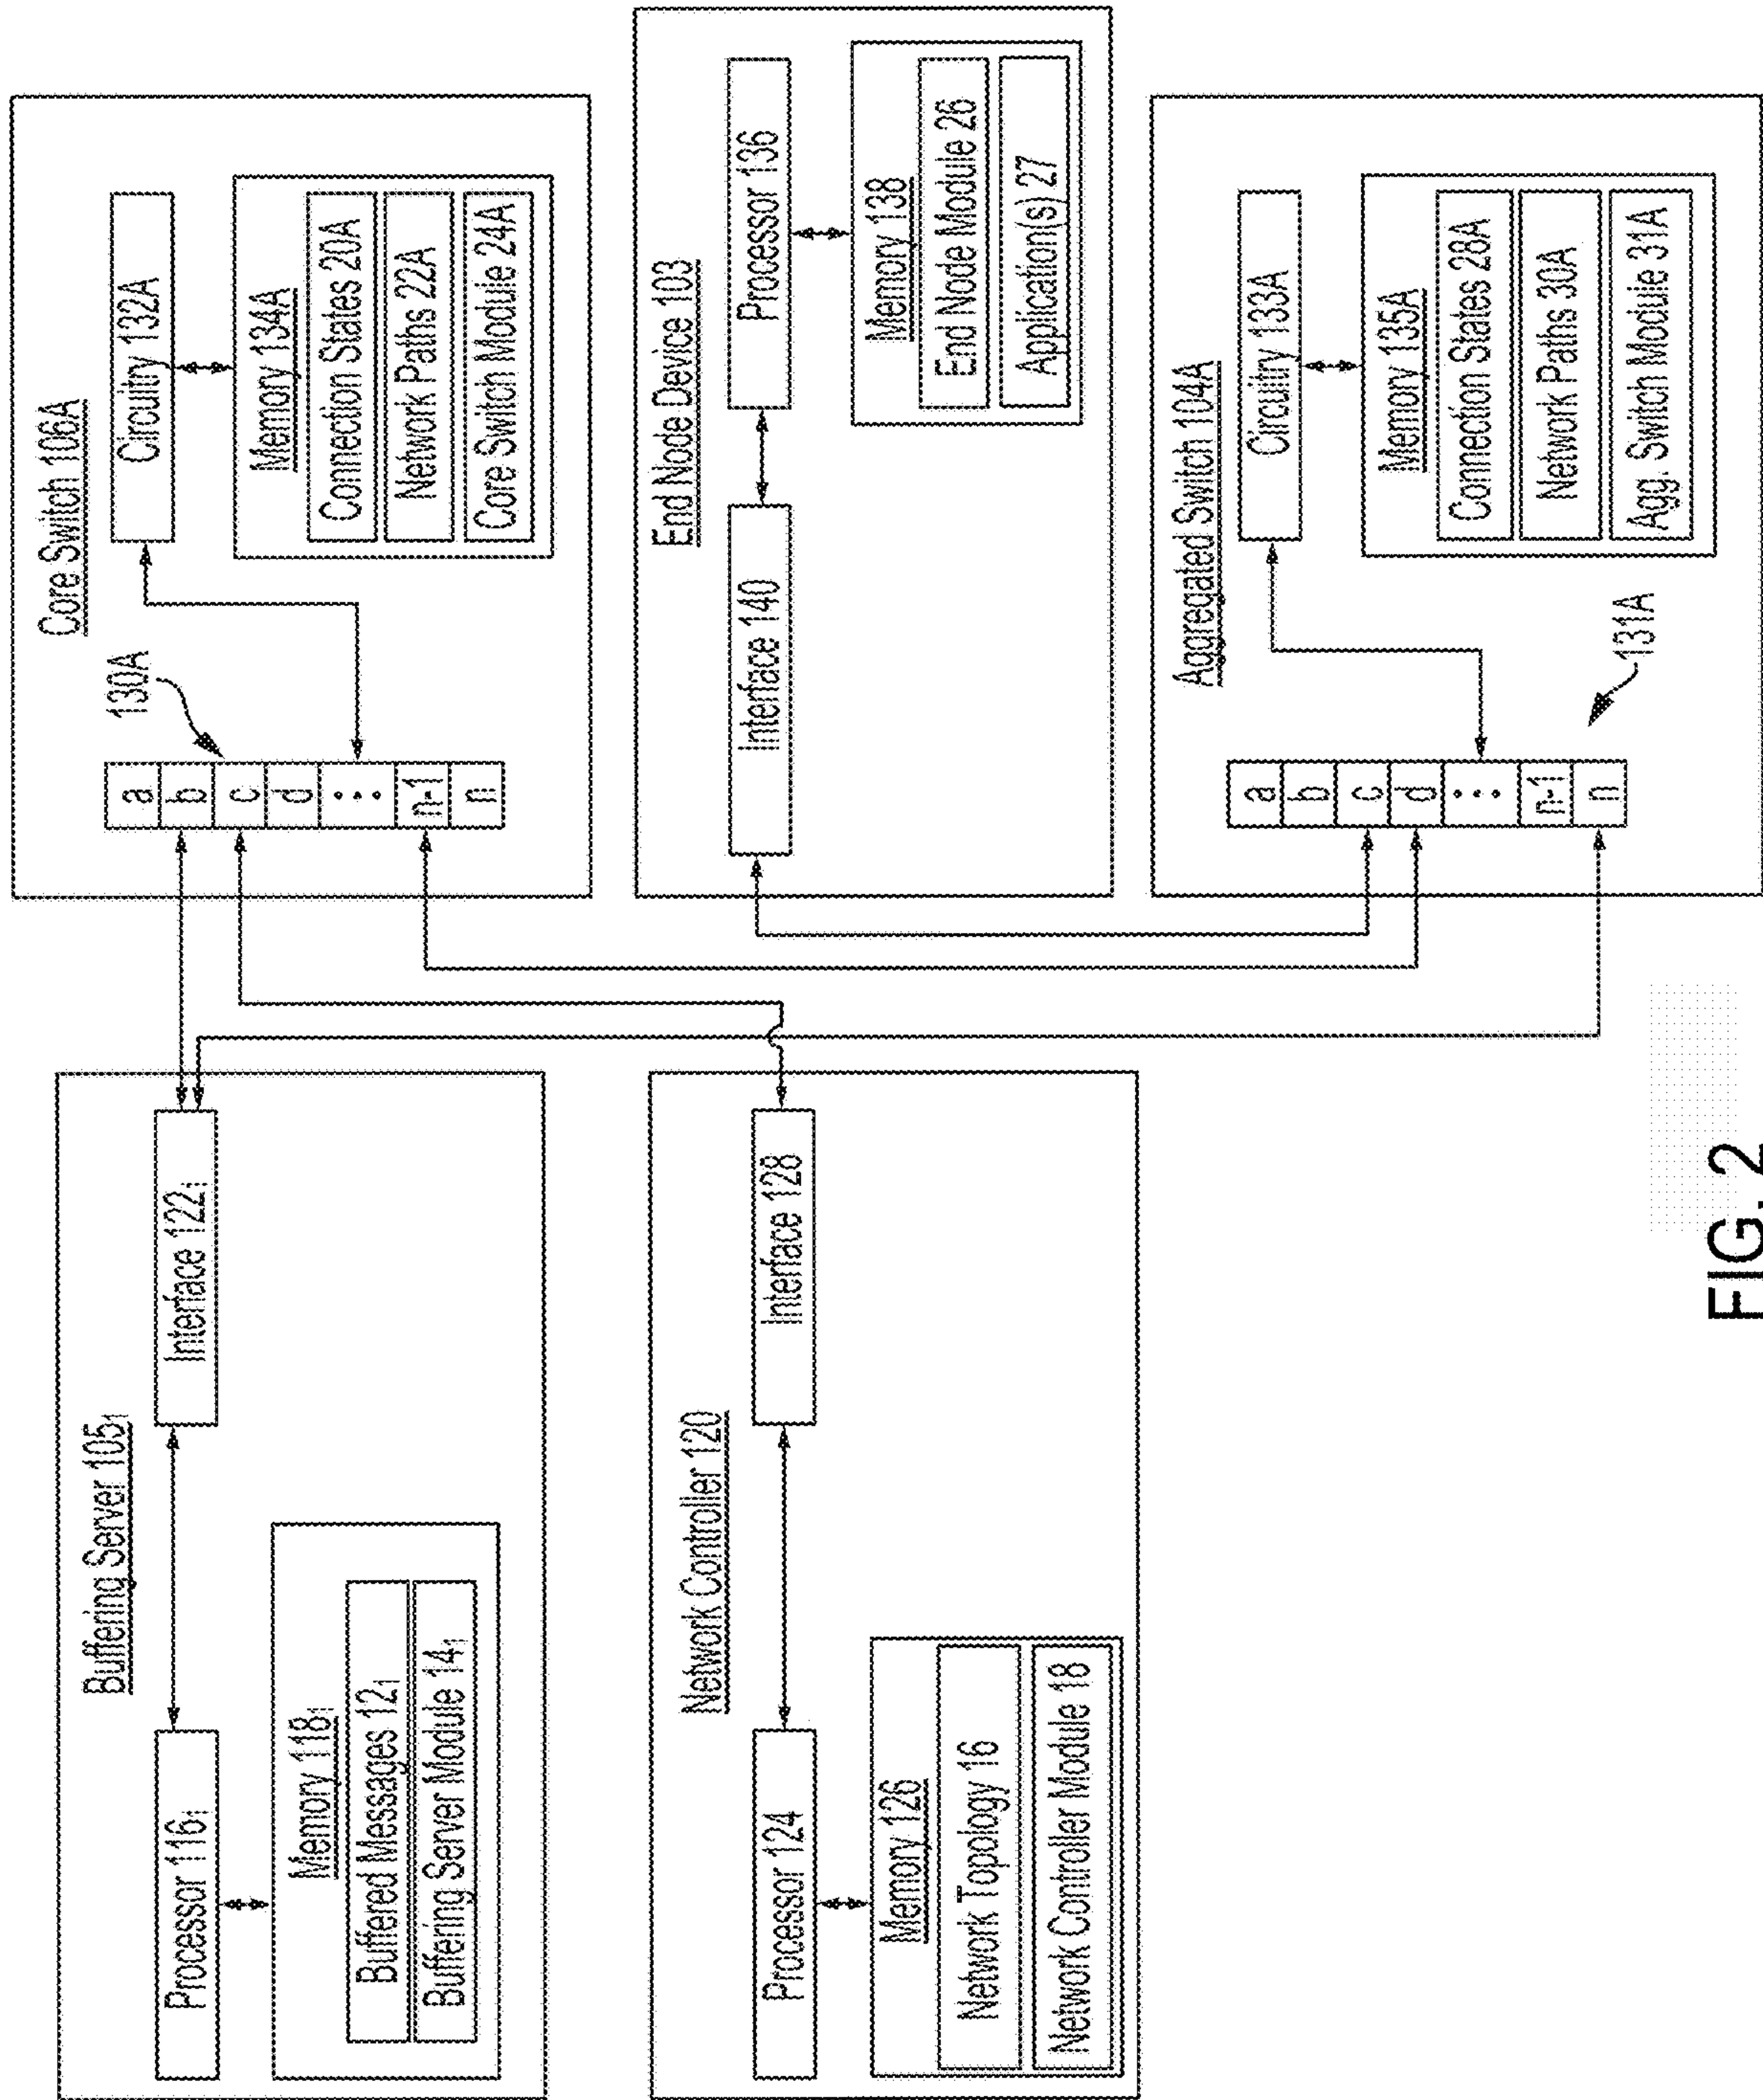 Buffering Server 105₁
Processor 116₁
Interface 122₁
Memory 118₁
Buffered Messages 12₁
Buffering Server Module 14₁
Network Controller 120
Processor 124
Interface 128
Memory 126
Network Topology 16
Network Controller Module 18
Core Switch 106A
130A
a
b
c
d
...
n-1
n
Circuitry 132A
Memory 134A
Connection States 20A
Network Paths 22A
Core Switch Module 24A
End Node Device 103
Interface 140
Processor 136
Memory 138
End Node Module 26
Application(s) 27
Aggregated Switch 104A
a
b
c
d
...
n-1
n
131A
Circuitry 133A
Memory 135A
Connection States 28A
Network Paths 30A
Agg. Switch Module 31A
FIG. 2